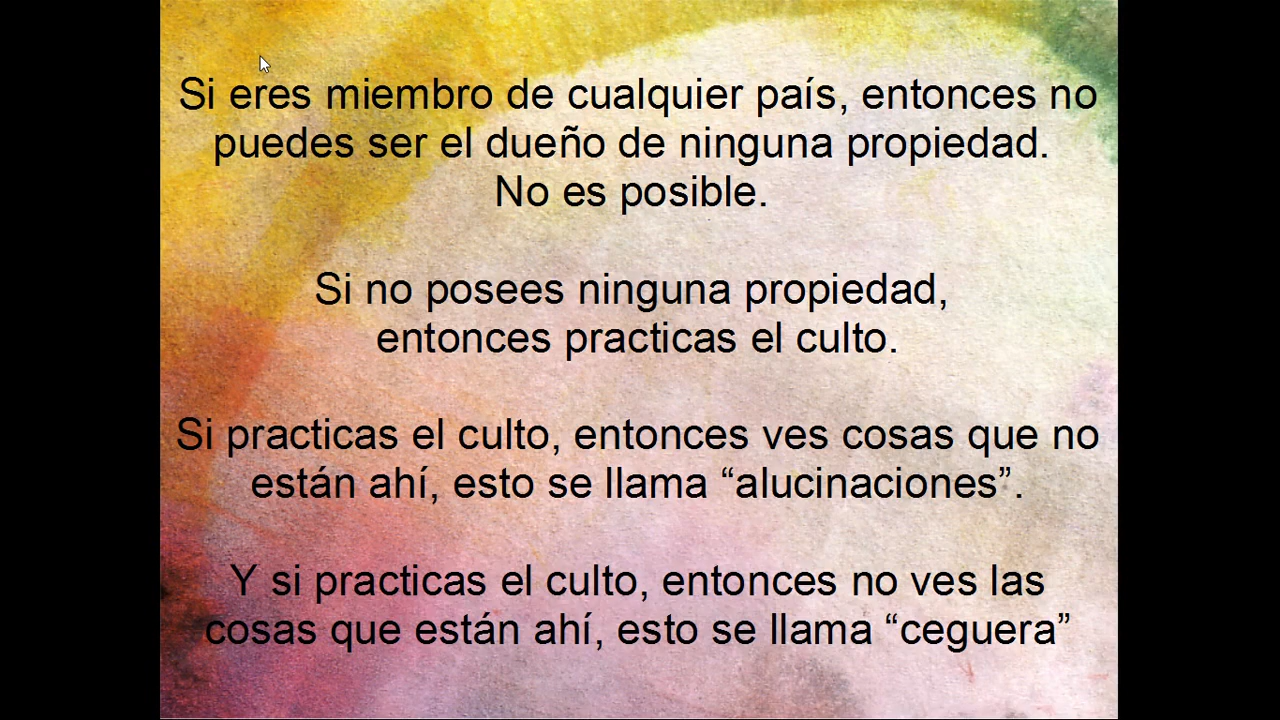 Si eres miembro de cualquier país, entonces no
puedes ser el dueño de ninguna propiedad.
No es posible.
Si no posees ninguna propiedad,
entonces practicas el culto.
Si practicas el culto, entonces ves cosas que no
están ahí, esto se llama “alucinaciones”.
Y si practicas el culto, entonces no ves las
cosas que están ahí, esto se llama “ceguera”